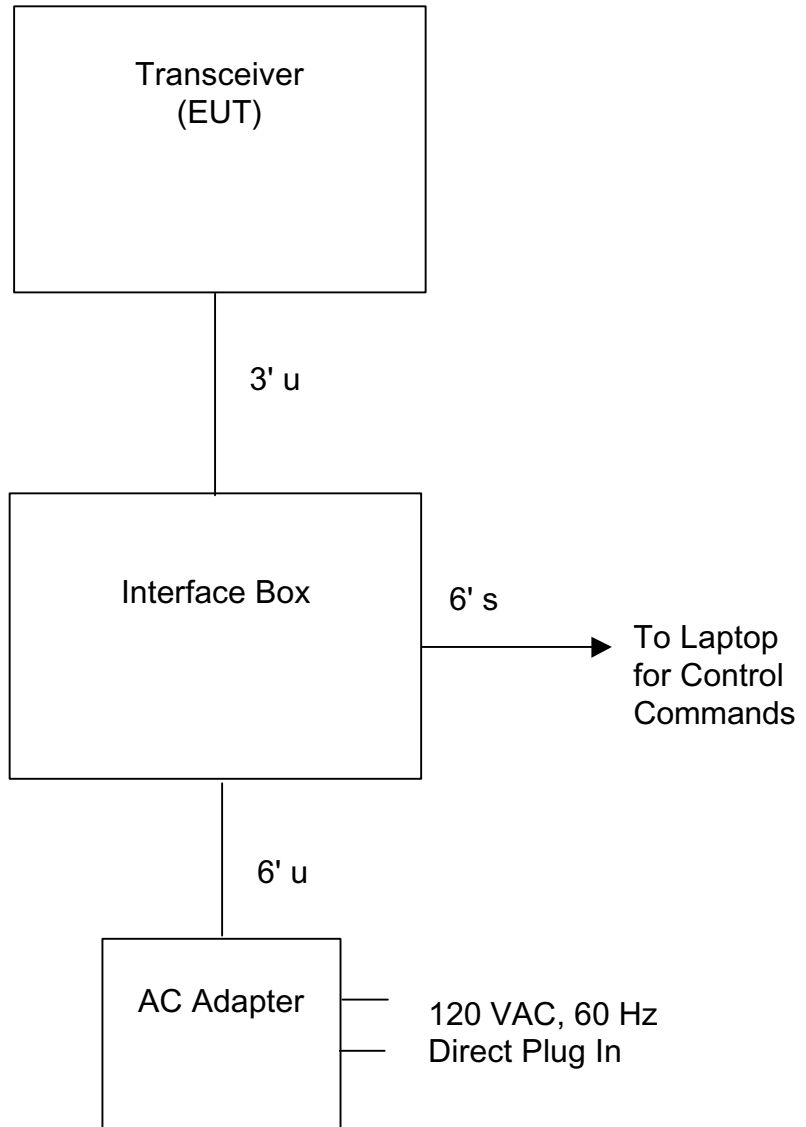 Transceiver
(EUT)
3' u
Interface Box
6' s
To Laptop
for Control
Commands
6' u
AC Adapter
120 VAC, 60 Hz
Direct Plug In